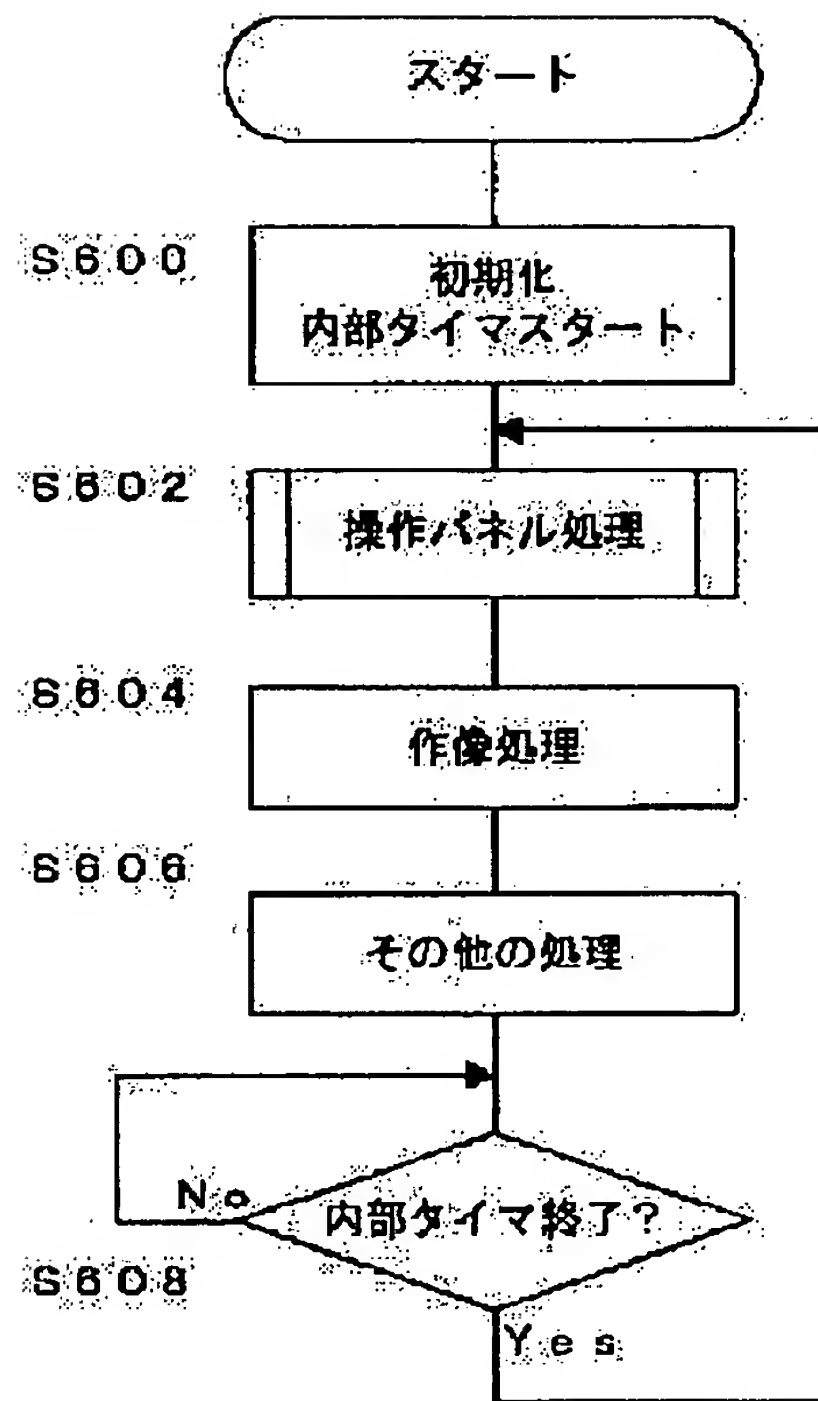 スタート
S600
初期化
内部タイマスタート
S602
操作パネル処理
S604
作像処理
S606
その他の処理
No
内部タイマ終了?
S608
Yes